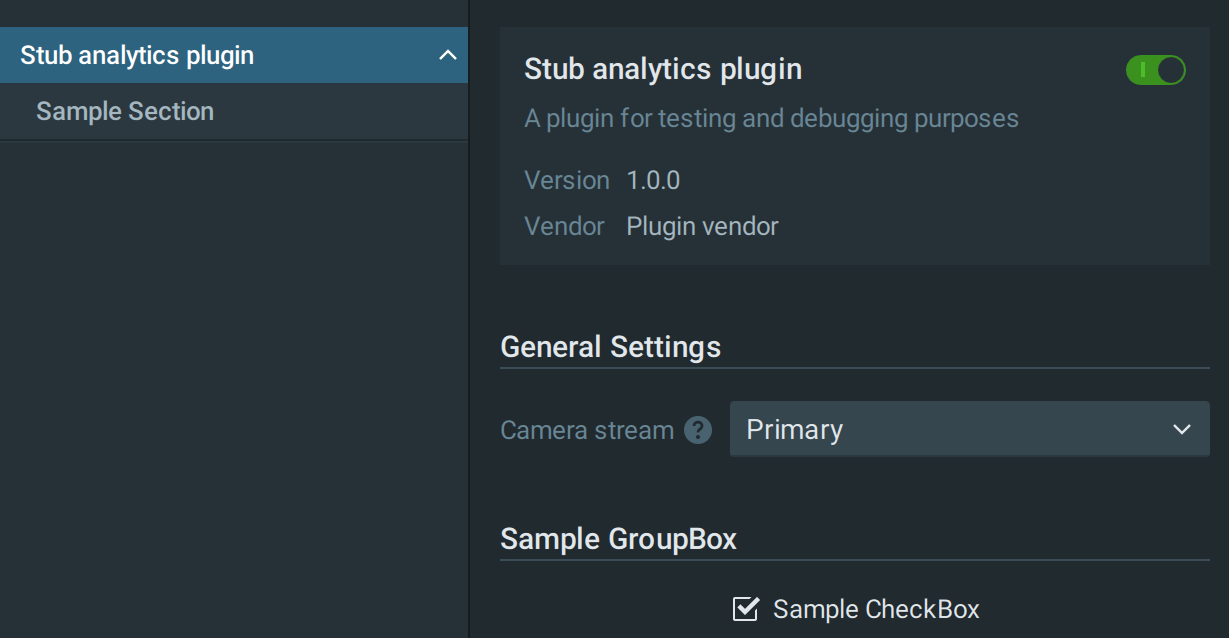 Stub analytics plugin
Sample Section
Stub analytics plugin
A plugin for testing and debugging purposes
Version 1.0.0
Vendor Plugin vendor
General Settings
Camera stream ? Primary
Sample GroupBox
Sample CheckBox